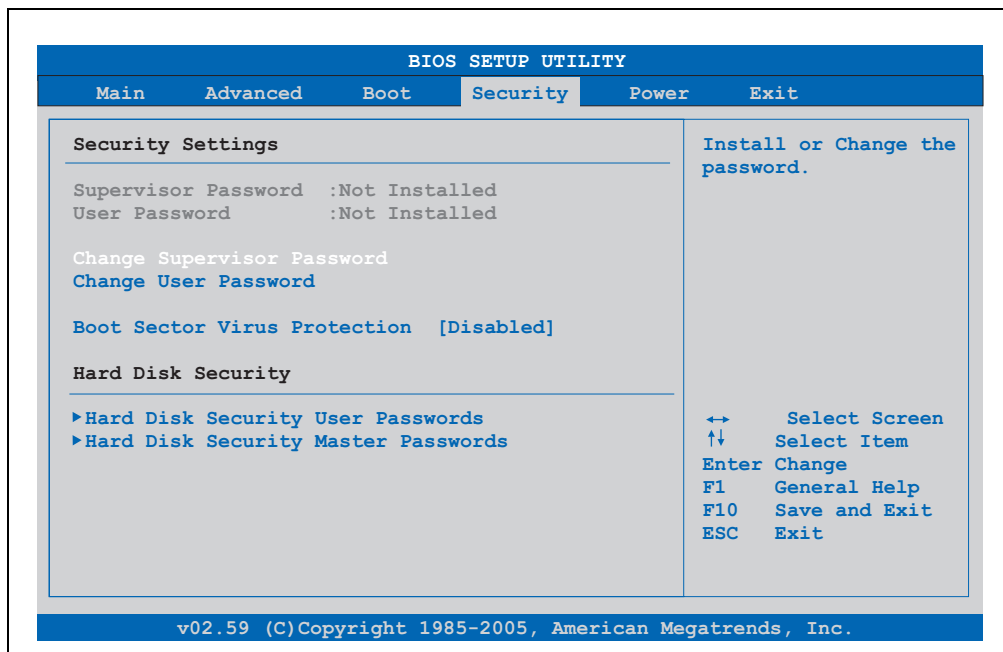 BIOS SETUP UTILITY
Main Advanced Boot Security Power Exit
Security Settings
Supervisor Password :Not Installed
User Password :Not Installed
Change Supervisor Password
Change User Password
Boot Sector Virus Protection [Disabled]
Hard Disk Security
▶Hard Disk Security User Passwords
▶Hard Disk Security Master Passwords
Install or Change the
password.
↔ Select Screen
↑↓ Select Item
Enter Change
F1 General Help
F10 Save and Exit
ESC Exit
v02.59 (C)Copyright 1985-2005, American Megatrends, Inc.